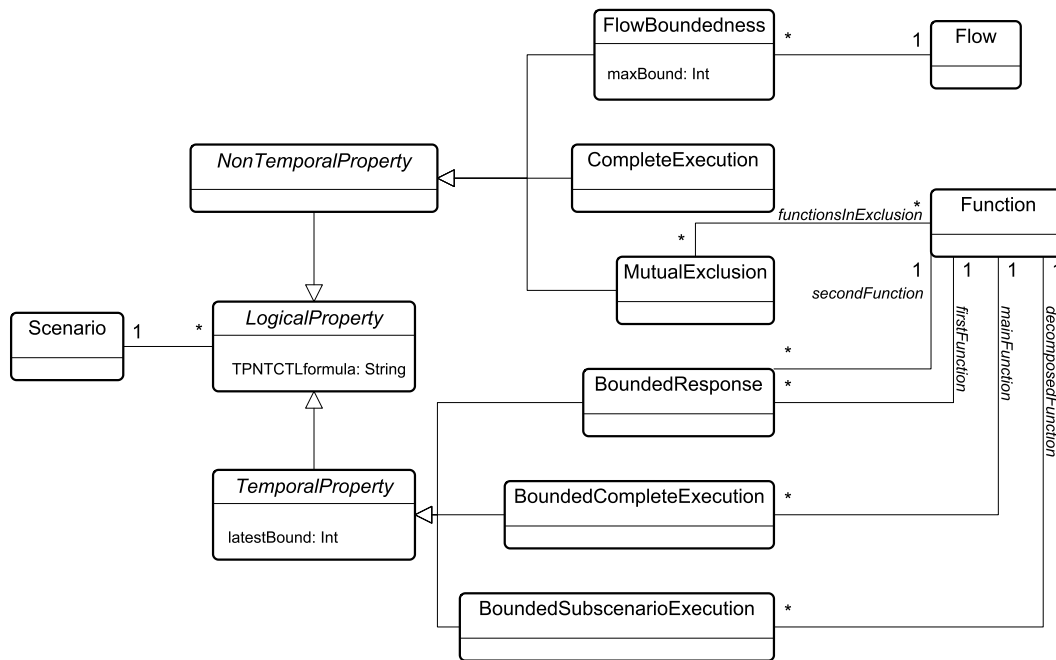 FlowBoundedness
maxBound: Int
*
1
Flow
NonTemporalProperty
CompleteExecution
Function
functionsInExclusion
*
*
MutualExclusion
1
1
1
1
secondFunction
firstFunction
mainFunction
decomposedFunction
Scenario
1
*
LogicalProperty
TPNTCTLformula: String
*
BoundedResponse
*
TemporalProperty
latestBound: Int
BoundedCompleteExecution
*
BoundedSubscenarioExecution
*